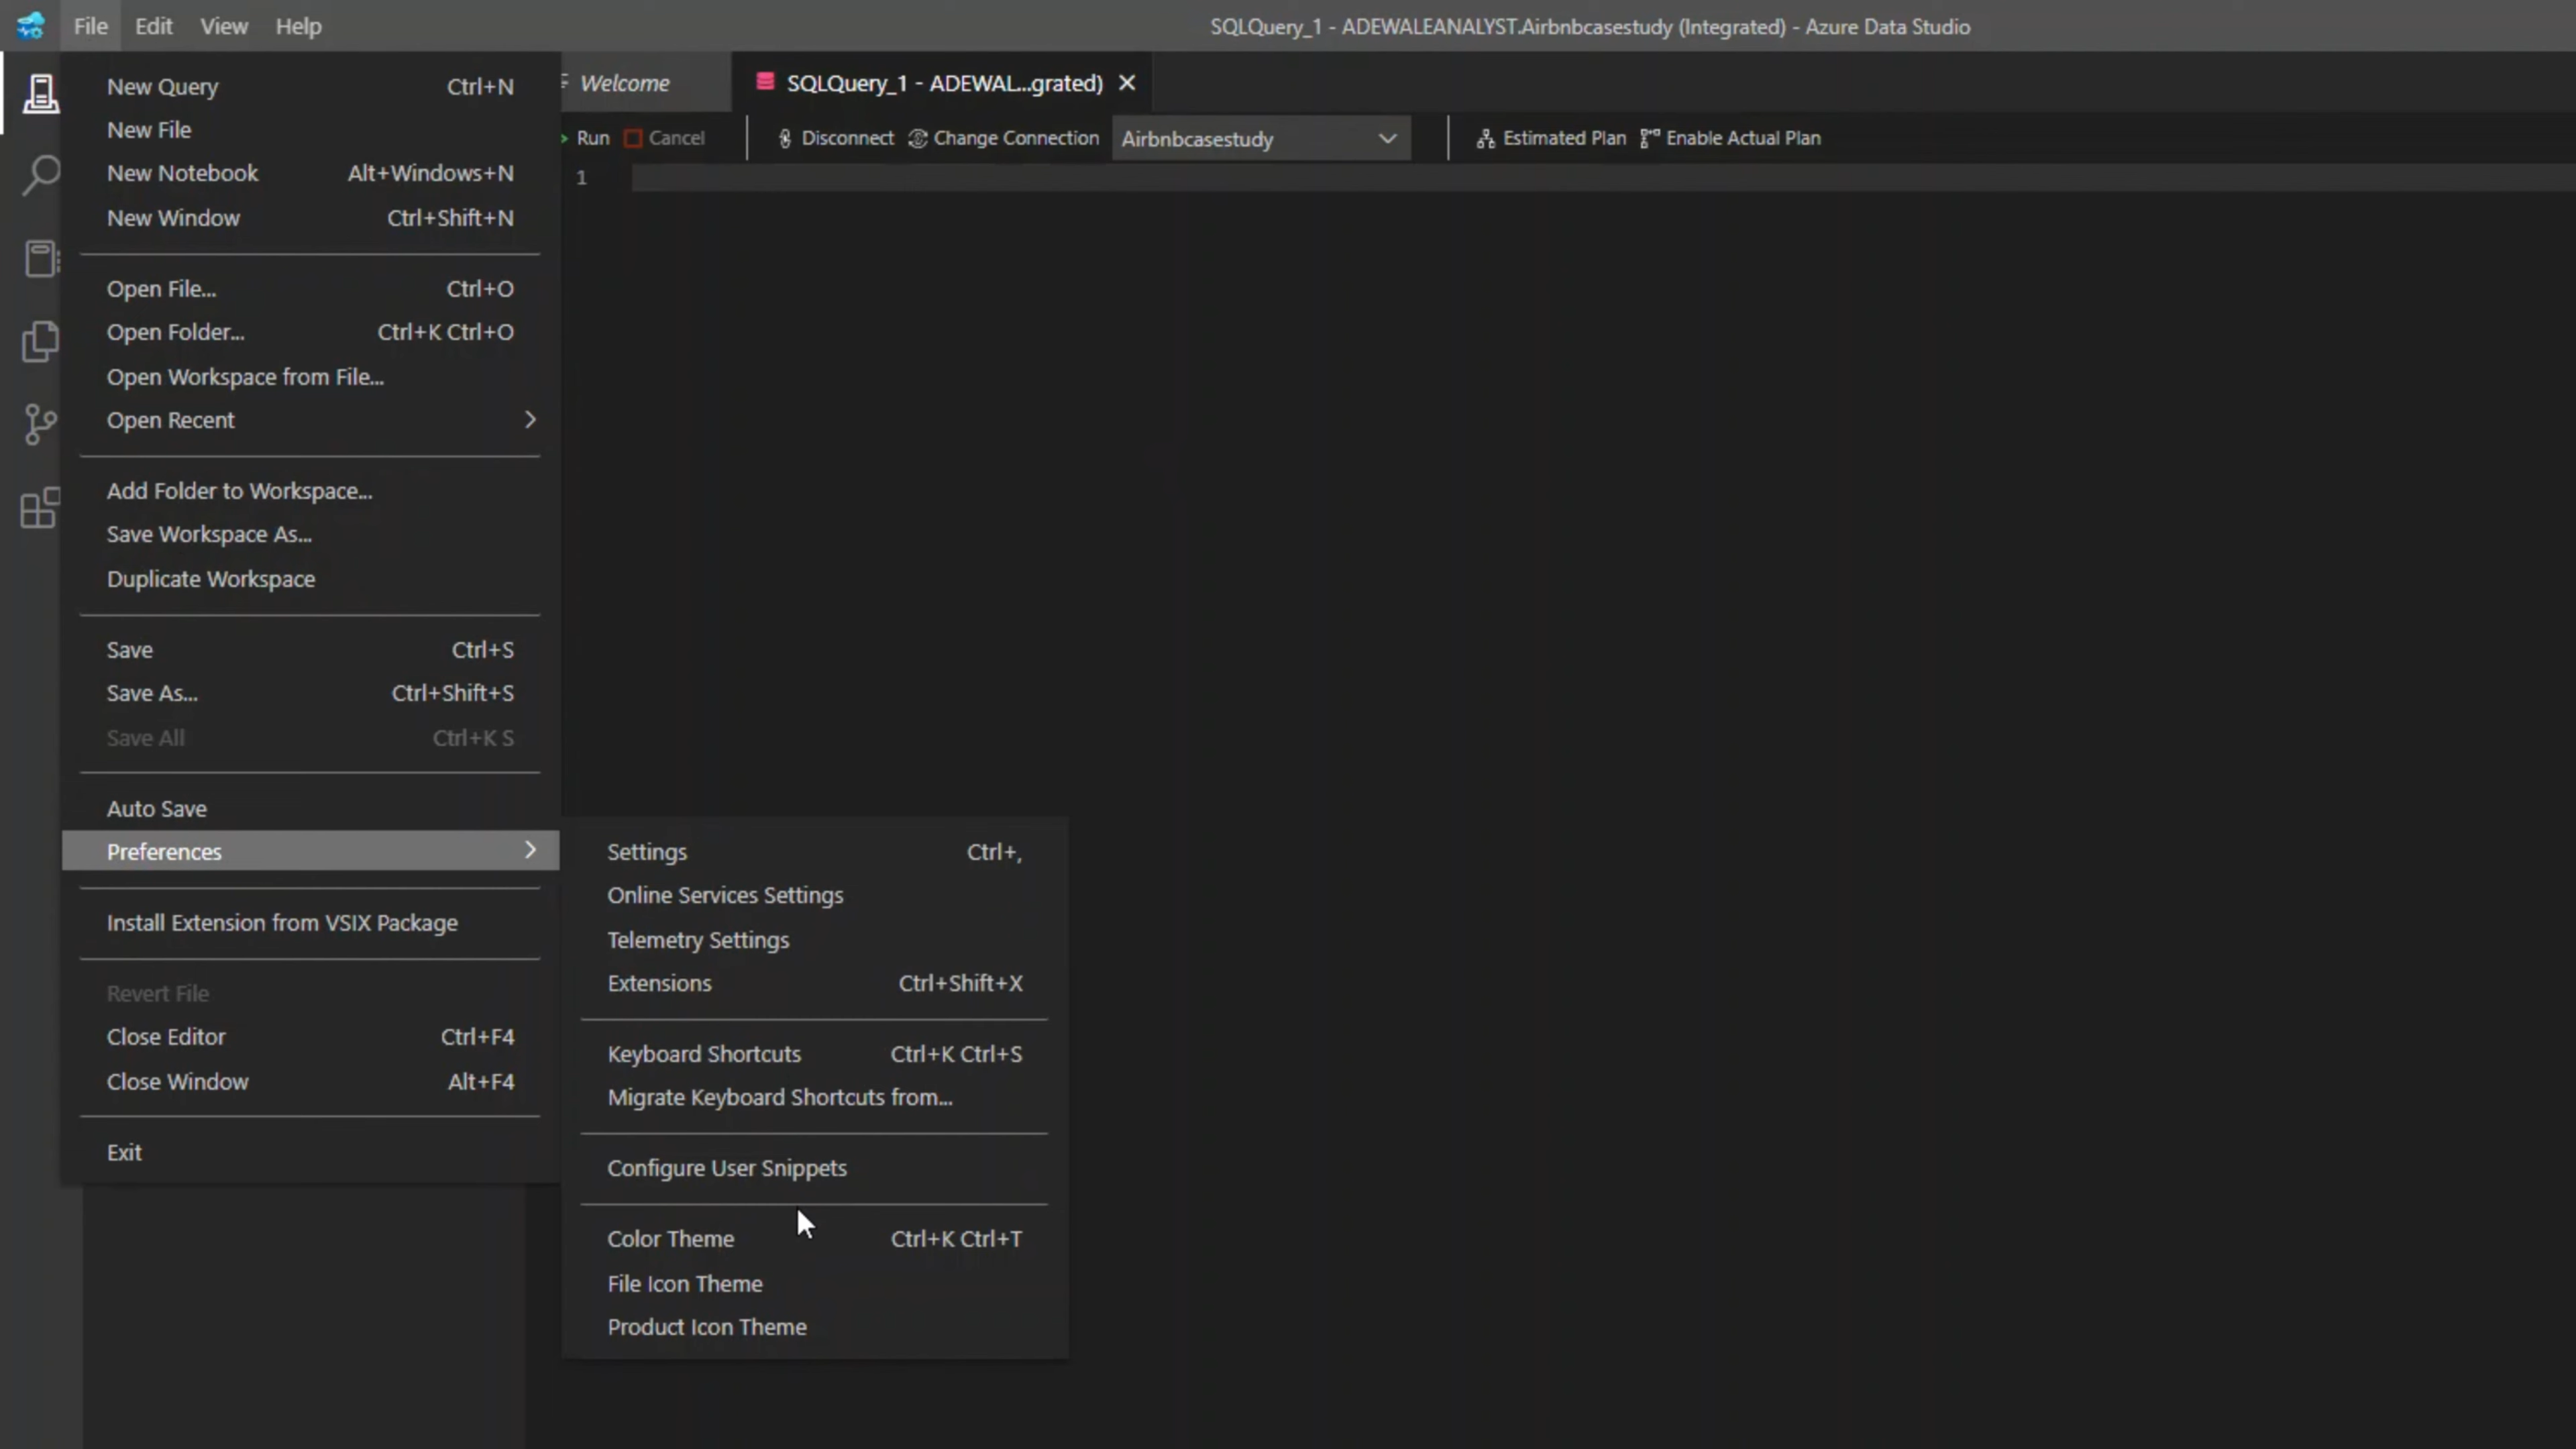 File Edit View Help
SQLQuery_1 - ADEWALEANALYST.Airbnbcasestudy (Integrated) - Azure Data Studio
Welcome
SQLQuery_1 - ADEWAL...grated)
Run Cancel Disconnect Change Connection Airbnbcasestudy Estimated Plan Enable Actual Plan
1
New Query Ctrl+N
New File
New Notebook Alt+Windows+N
New Window Ctrl+Shift+N
Open File... Ctrl+O
Open Folder... Ctrl+K Ctrl+O
Open Workspace from File...
Open Recent
Add Folder to Workspace...
Save Workspace As...
Duplicate Workspace
Save Ctrl+S
Save As... Ctrl+Shift+S
Save All Ctrl+K S
Auto Save
Preferences
Install Extension from VSIX Package
Revert File
Close Editor Ctrl+F4
Close Window Alt+F4
Exit
Settings Ctrl+,
Online Services Settings
Telemetry Settings
Extensions Ctrl+Shift+X
Keyboard Shortcuts Ctrl+K Ctrl+S
Migrate Keyboard Shortcuts from...
Configure User Snippets
Color Theme Ctrl+K Ctrl+T
File Icon Theme
Product Icon Theme